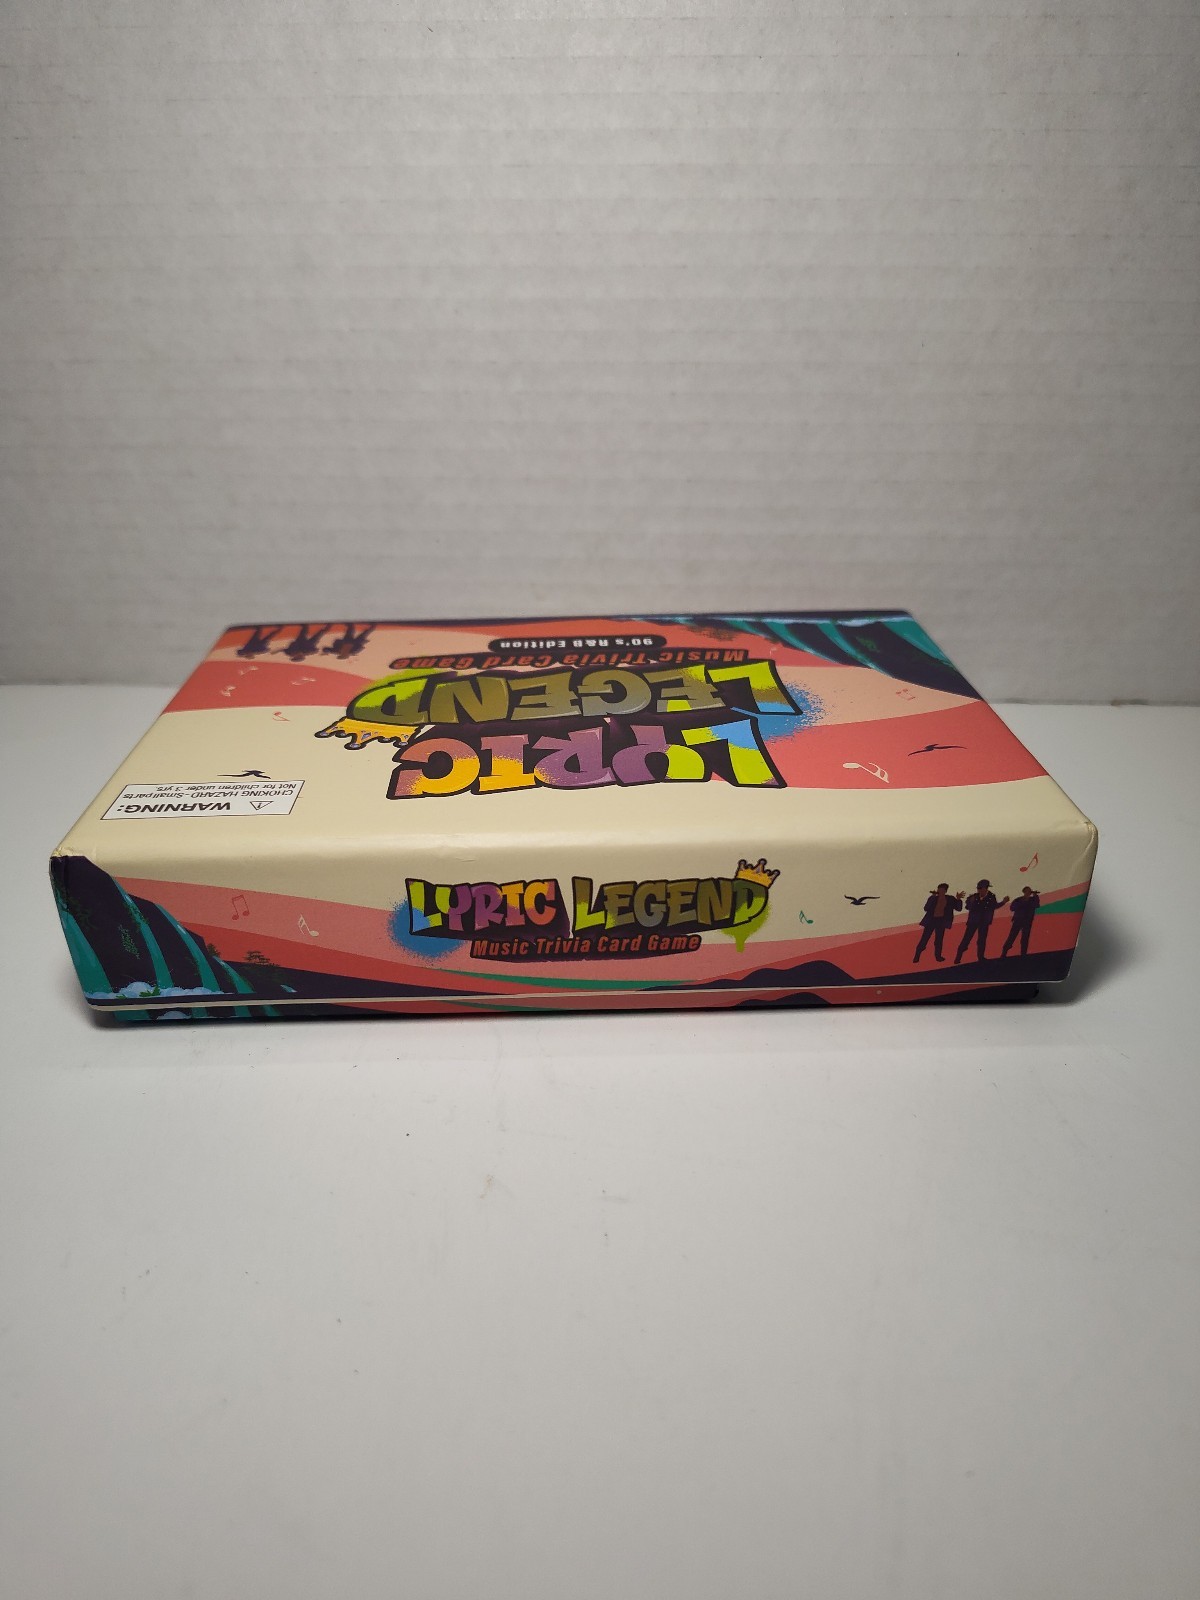 LYRIC
LEGEND
Music Trivia Card Game
90's R&B Edition
WARNING:
CHOKING HAZARD-Small parts
Not for children under 3 yrs.
LYRIC LEGEND
Music Trivia Card Game